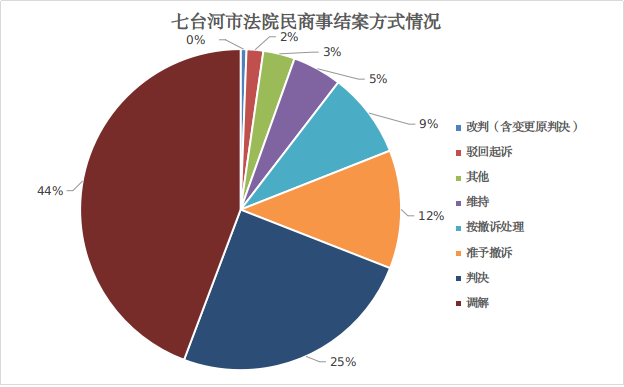 七台河市法院民商事结案方式情况
0%
2%
3%
5%
9%
12%
25%
44%
改判（含变更原判决）
驳回起诉
其他
维持
按撤诉处理
准予撤诉
判决
调解